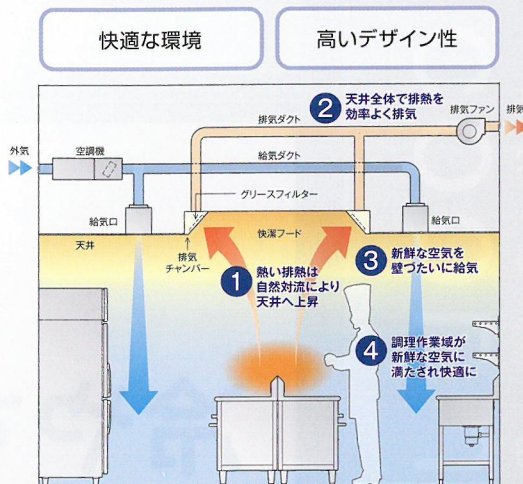 快適な環境
高いデザイン性
2 天井全体で排熱を
効率よく排気
排気ファン
排気
排気ダクト
外気
空調機
給気ダクト
グリースフィルター
給気口
給気口
天井
快潔フード
排気
チャンバー
1 熱い排熱は
自然対流により
天井へ上昇
3 新鮮な空気を
壁づたいに給気
4 調理作業域が
新鮮な空気に
満たされ快適に